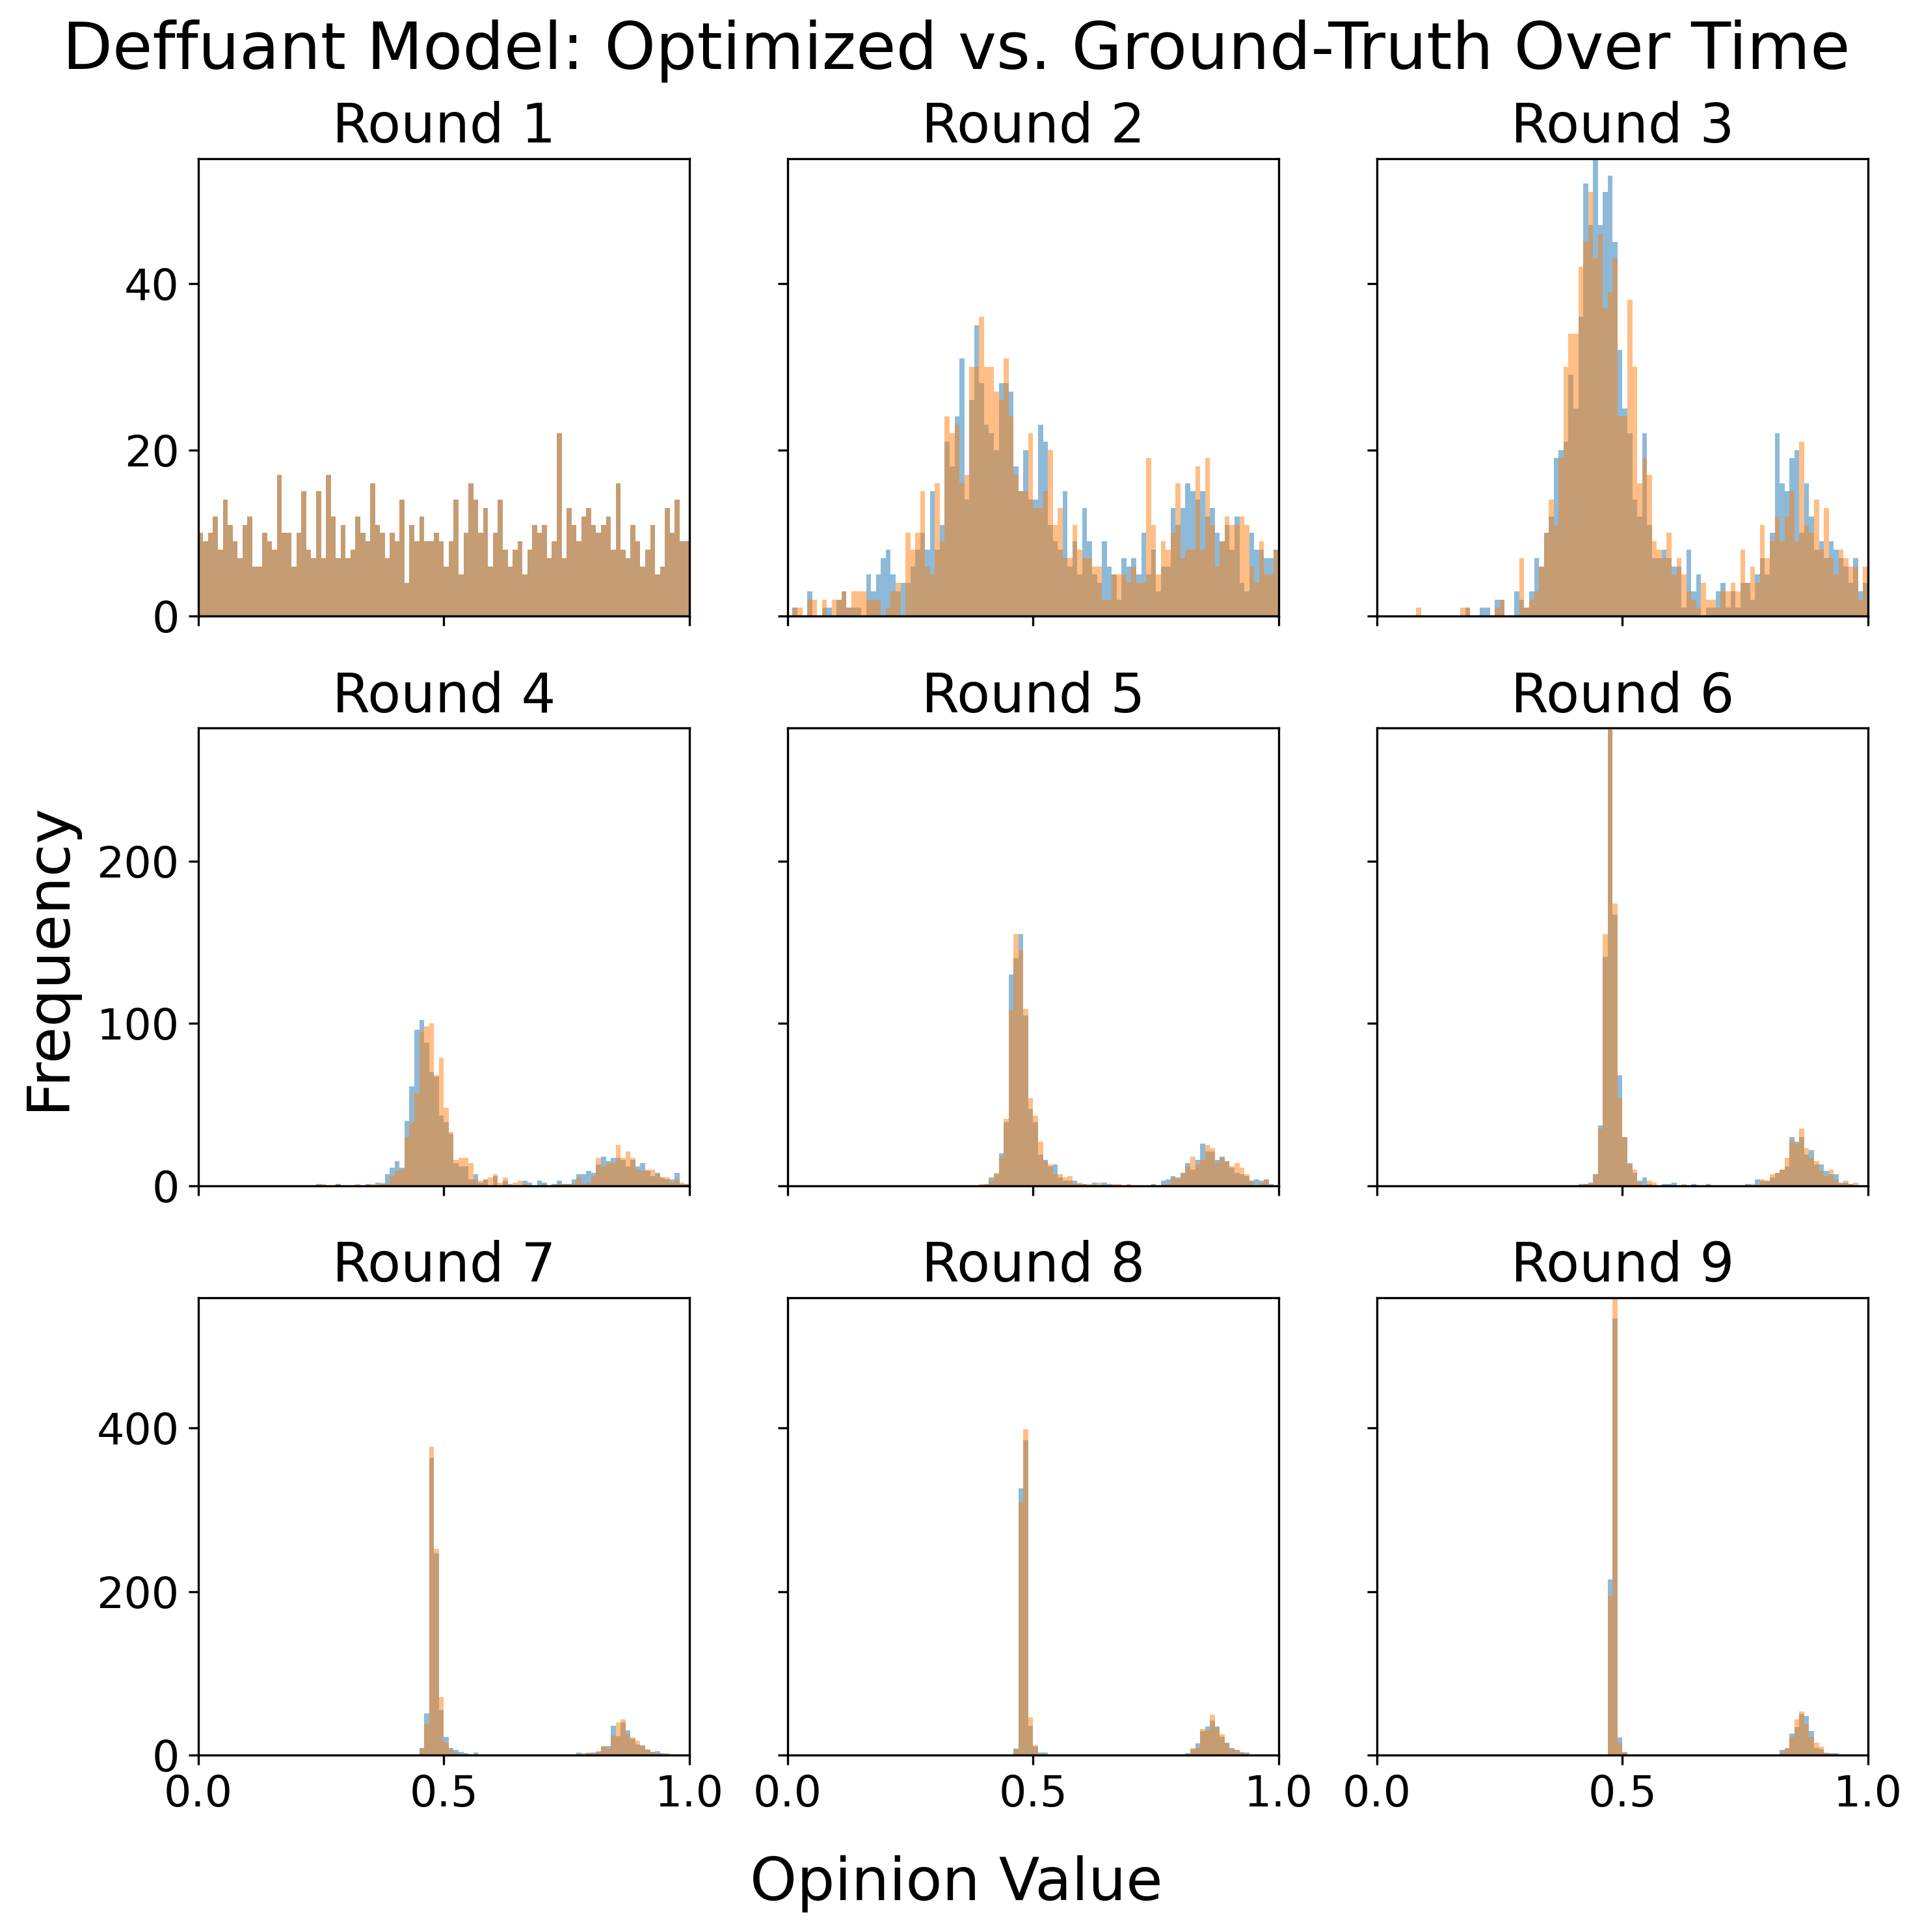 Deffuant Model: Optimized vs. Ground-Truth Over Time
Round 1
Round 2
Round 3
40
20
0
Round 4
Round 5
Round 6
Frequency
200
100
0
Round 7
Round 8
Round 9
400
200
0
0.0 0.5 1.0 0.0 0.5 1.0 0.0 0.5 1.0
Opinion Value